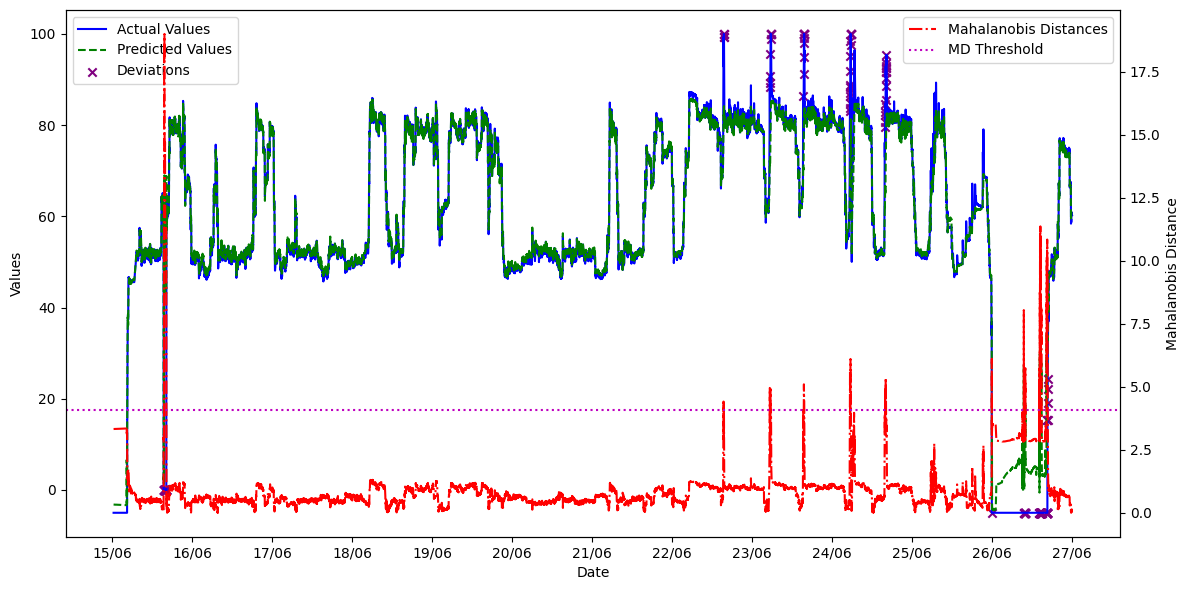 Actual Values
Predicted Values
Deviations
Mahalanobis Distances
MD Threshold
100
80
60
40
20
0
Values
17.5
15.0
12.5
10.0
7.5
5.0
2.5
0.0
Mahalanobis Distance
15/06 16/06 17/06 18/06 19/06 20/06 21/06 22/06 23/06 24/06 25/06 26/06 27/06
Date